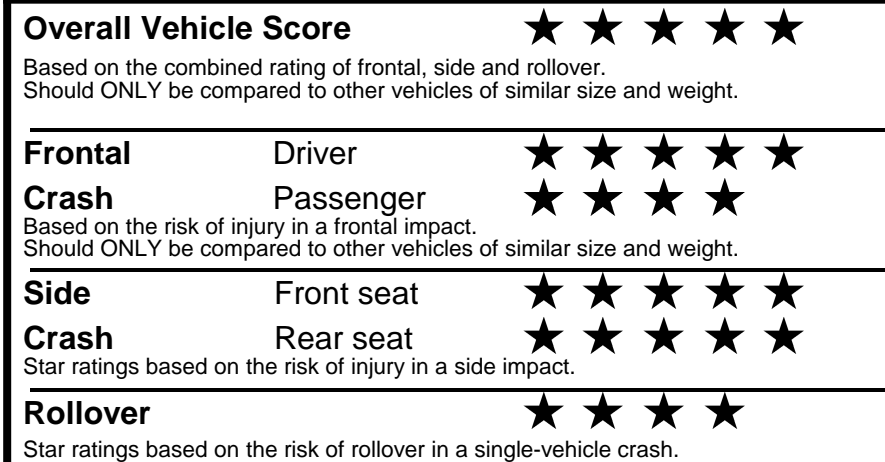 Overall Vehicle Score ★ ★ ★ ★ ★
Based on the combined rating of frontal, side and rollover.
Should ONLY be compared to other vehicles of similar size and weight.
Frontal Driver ★ ★ ★ ★ ★
Crash Passenger ★ ★ ★ ★
Based on the risk of injury in a frontal impact.
Should ONLY be compared to other vehicles of similar size and weight.
Side Front seat ★ ★ ★ ★ ★
Crash Rear seat ★ ★ ★ ★ ★
Star ratings based on the risk of injury in a side impact.
Rollover ★ ★ ★ ★
Star ratings based on the risk of rollover in a single-vehicle crash.